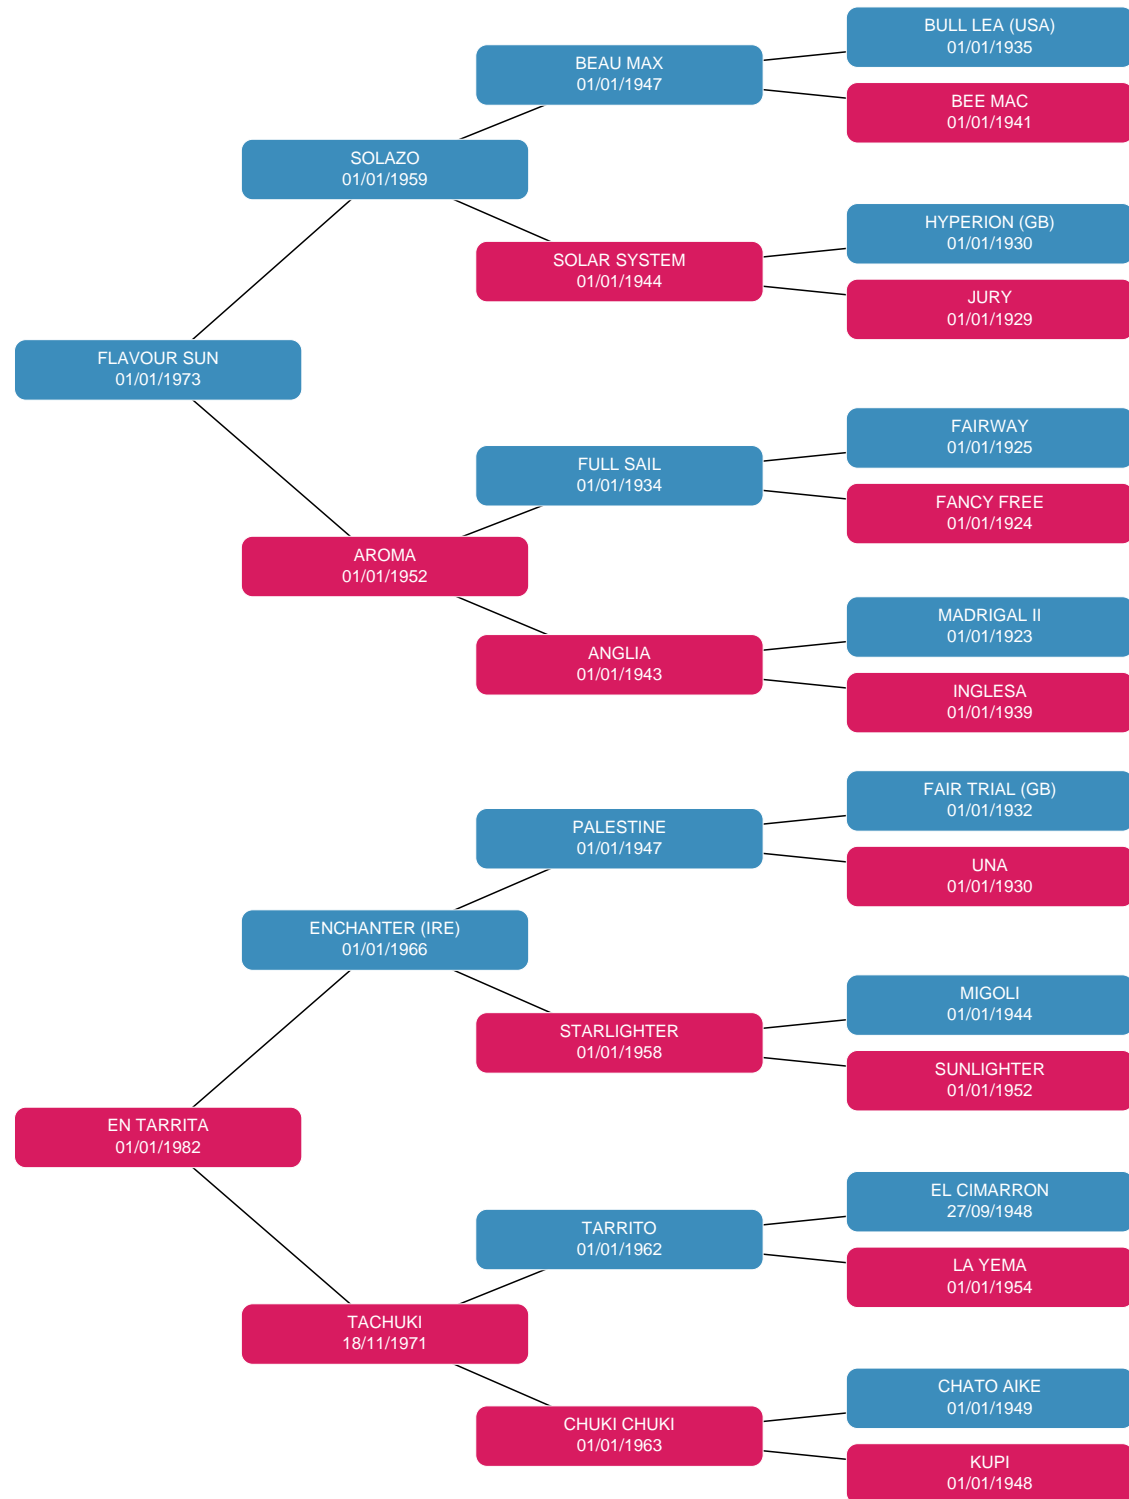 BULL LEA (USA)
01/01/1935
BEAU MAX
01/01/1947
BEE MAC
01/01/1941
SOLAZO
01/01/1959
HYPERION (GB)
01/01/1930
SOLAR SYSTEM
01/01/1944
JURY
01/01/1929
FLAVOUR SUN
01/01/1973
FAIRWAY
01/01/1925
FULL SAIL
01/01/1934
FANCY FREE
01/01/1924
AROMA
01/01/1952
MADRIGAL II
01/01/1923
ANGLIA
01/01/1943
INGLESA
01/01/1939
FAIR TRIAL (GB)
01/01/1932
PALESTINE
01/01/1947
UNA
01/01/1930
ENCHANTER (IRE)
01/01/1966
MIGOLI
01/01/1944
STARLIGHTER
01/01/1958
SUNLIGHTER
01/01/1952
EN TARRITA
01/01/1982
EL CIMARRON
27/09/1948
TARRITO
01/01/1962
LA YEMA
01/01/1954
TACHUKI
18/11/1971
CHATO AIKE
01/01/1949
CHUKI CHUKI
01/01/1963
KUPI
01/01/1948